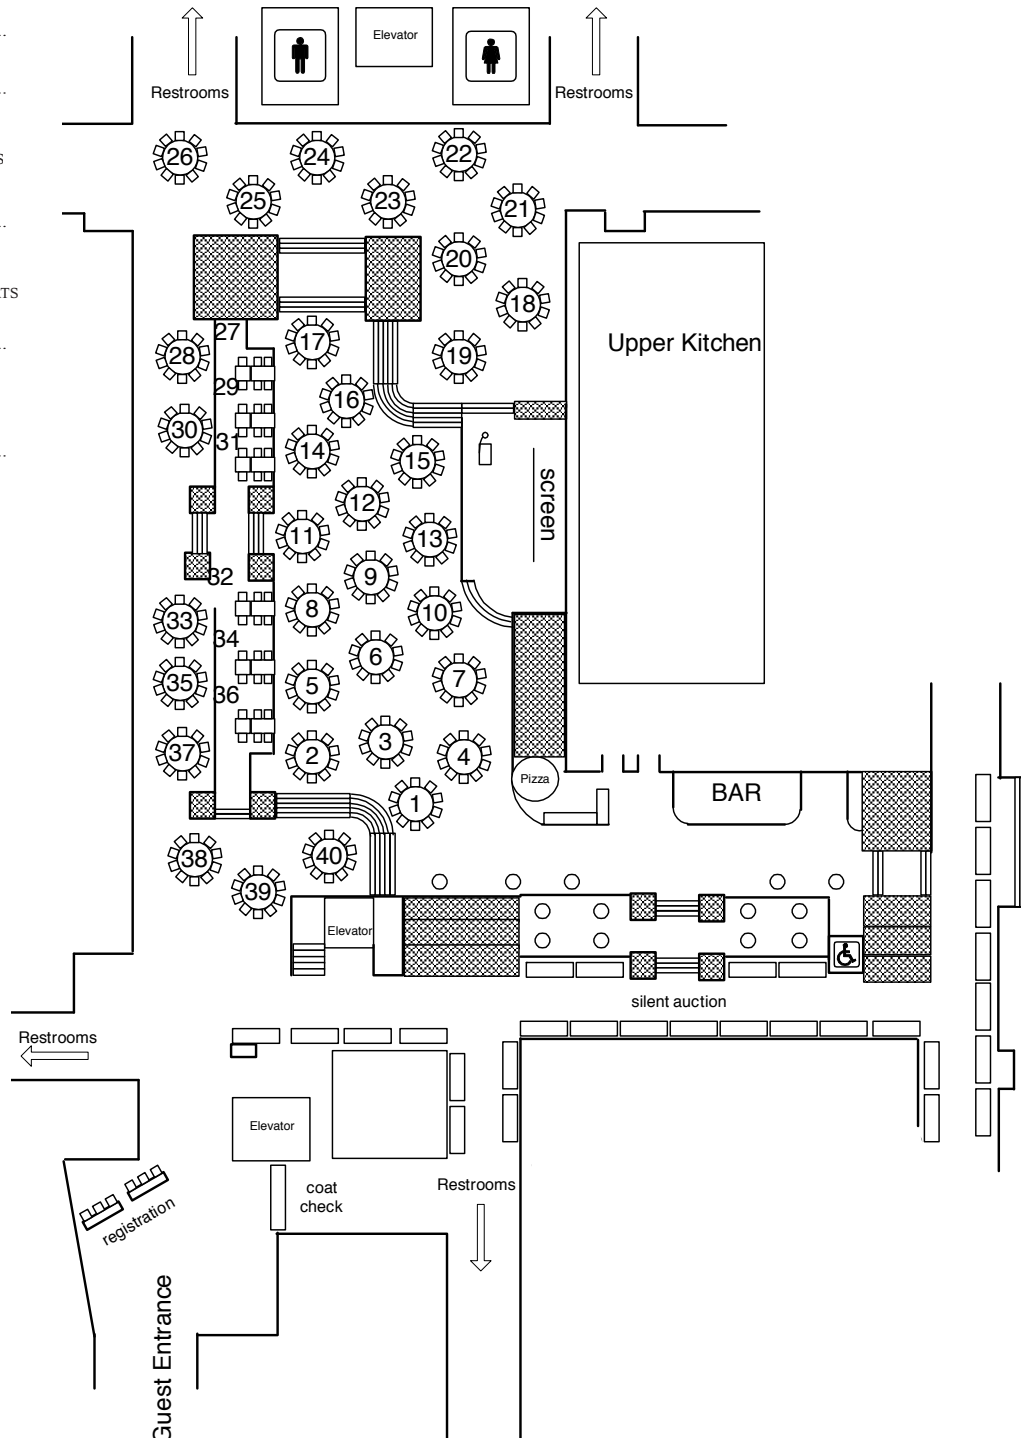 Elevator
Restrooms
Restrooms
26
24
22
25
23
21
20
18
27
17
28
19
Upper Kitchen
29
16
30
31
14
15
screen
12
11
13
32
9
8
10
33
34
6
35
5
7
36
37
2
3
4
Pizza
BAR
1
38
40
39
Elevator
silent auction
Restrooms
Elevator
coat
check
Restrooms
registration
Guest Entrance